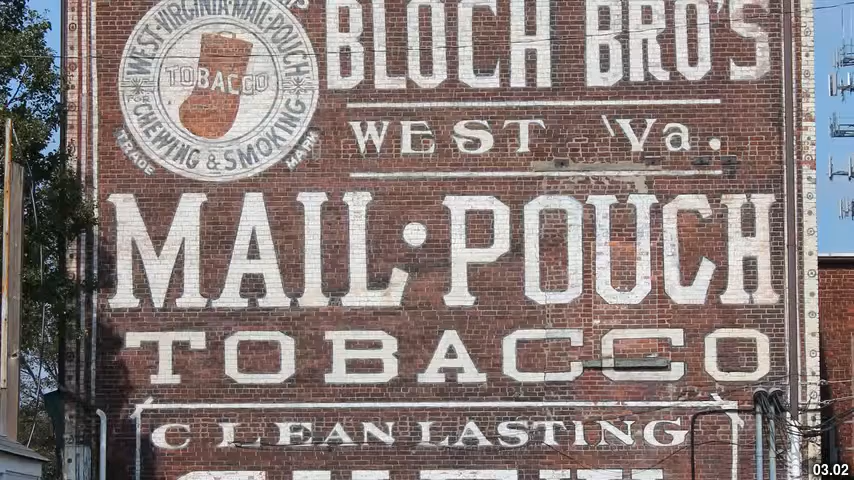 WEST·VIRGINIA·MAIL·POUCH
TOBACCO
FOR CHEWING & SMOKING
TRADE
MARK
BLOCH BRO'S
WEST Va.
MAIL·POUCH
TOBACCO
CLEAN LASTING
03.02